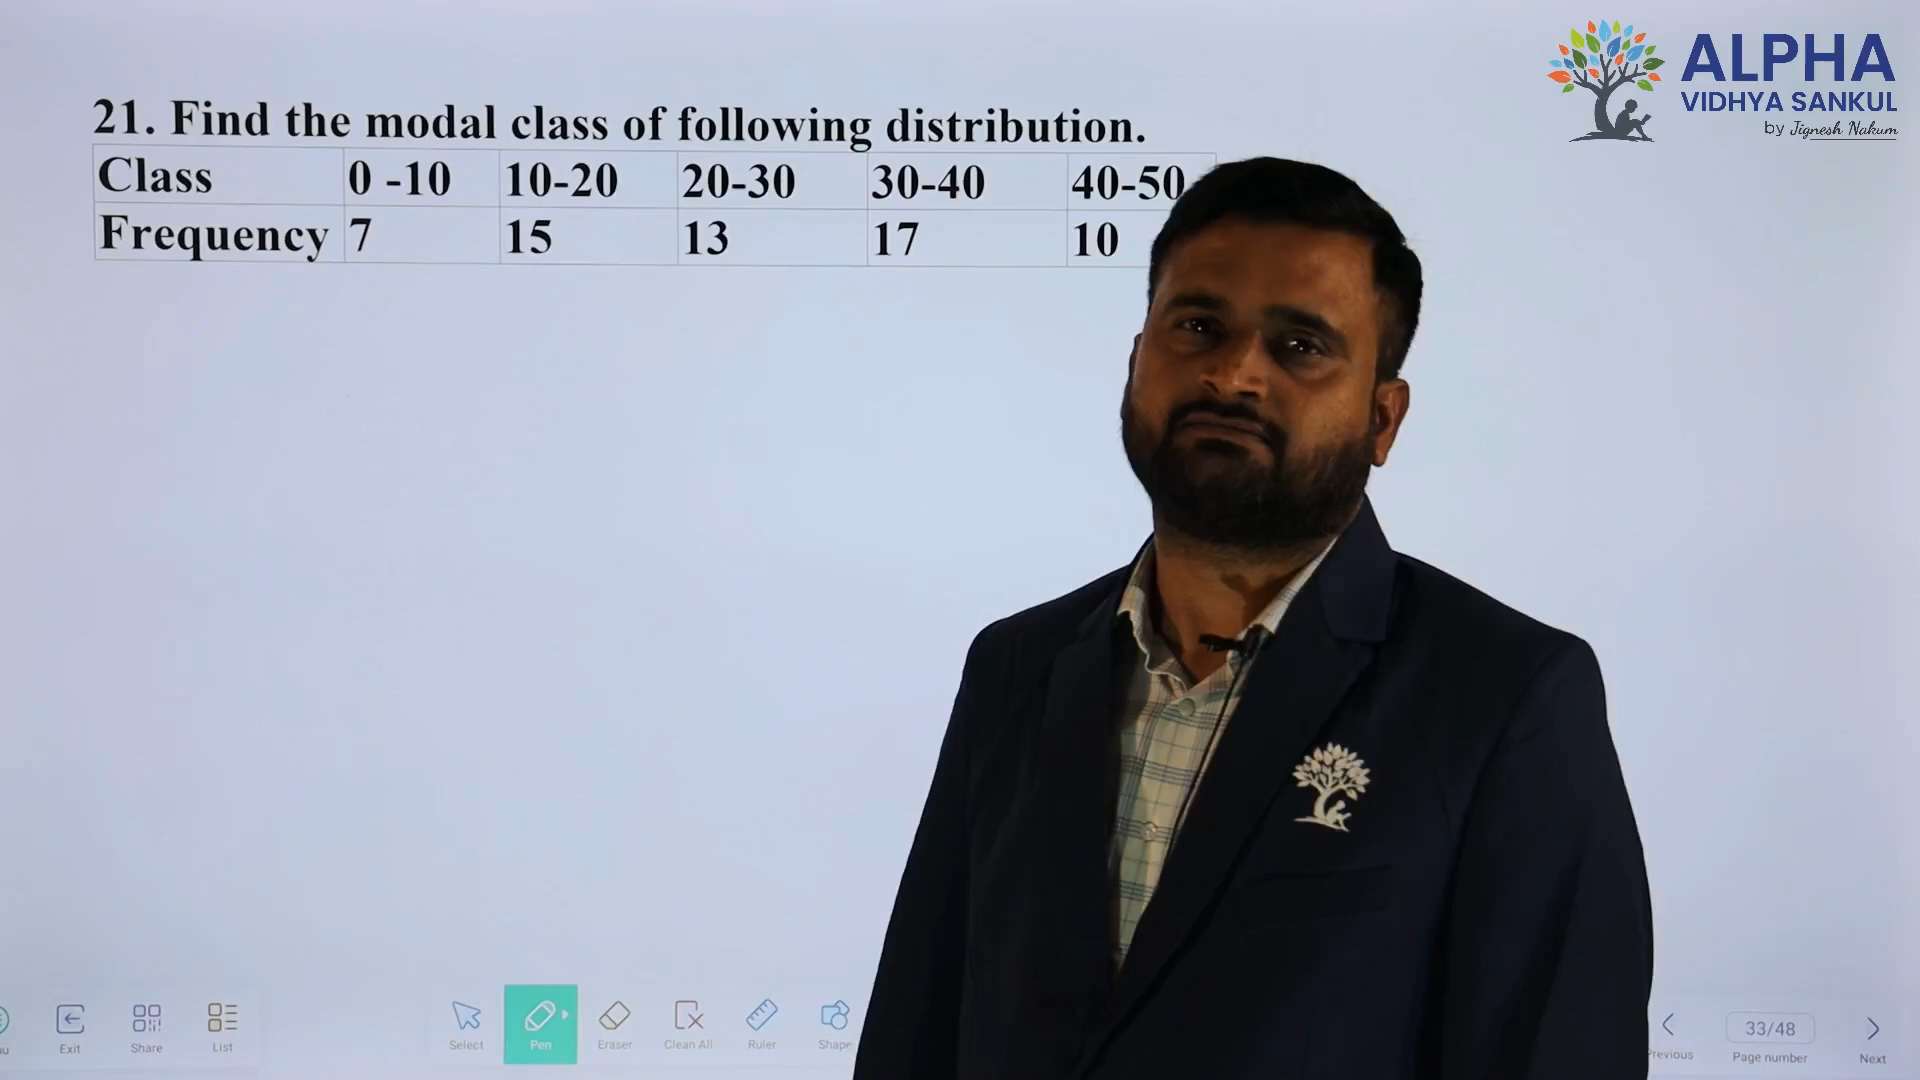 ALPHA
VIDHYA SANKUL
by Jignesh Nakum
21. Find the modal class of following distribution.
Class 0 -10 10-20 20-30 30-40 40-50
Frequency 7 15 13 17 10
Exit Share List Select Pen Eraser Clean All Ruler Shape
33/48
Previous Page number Next